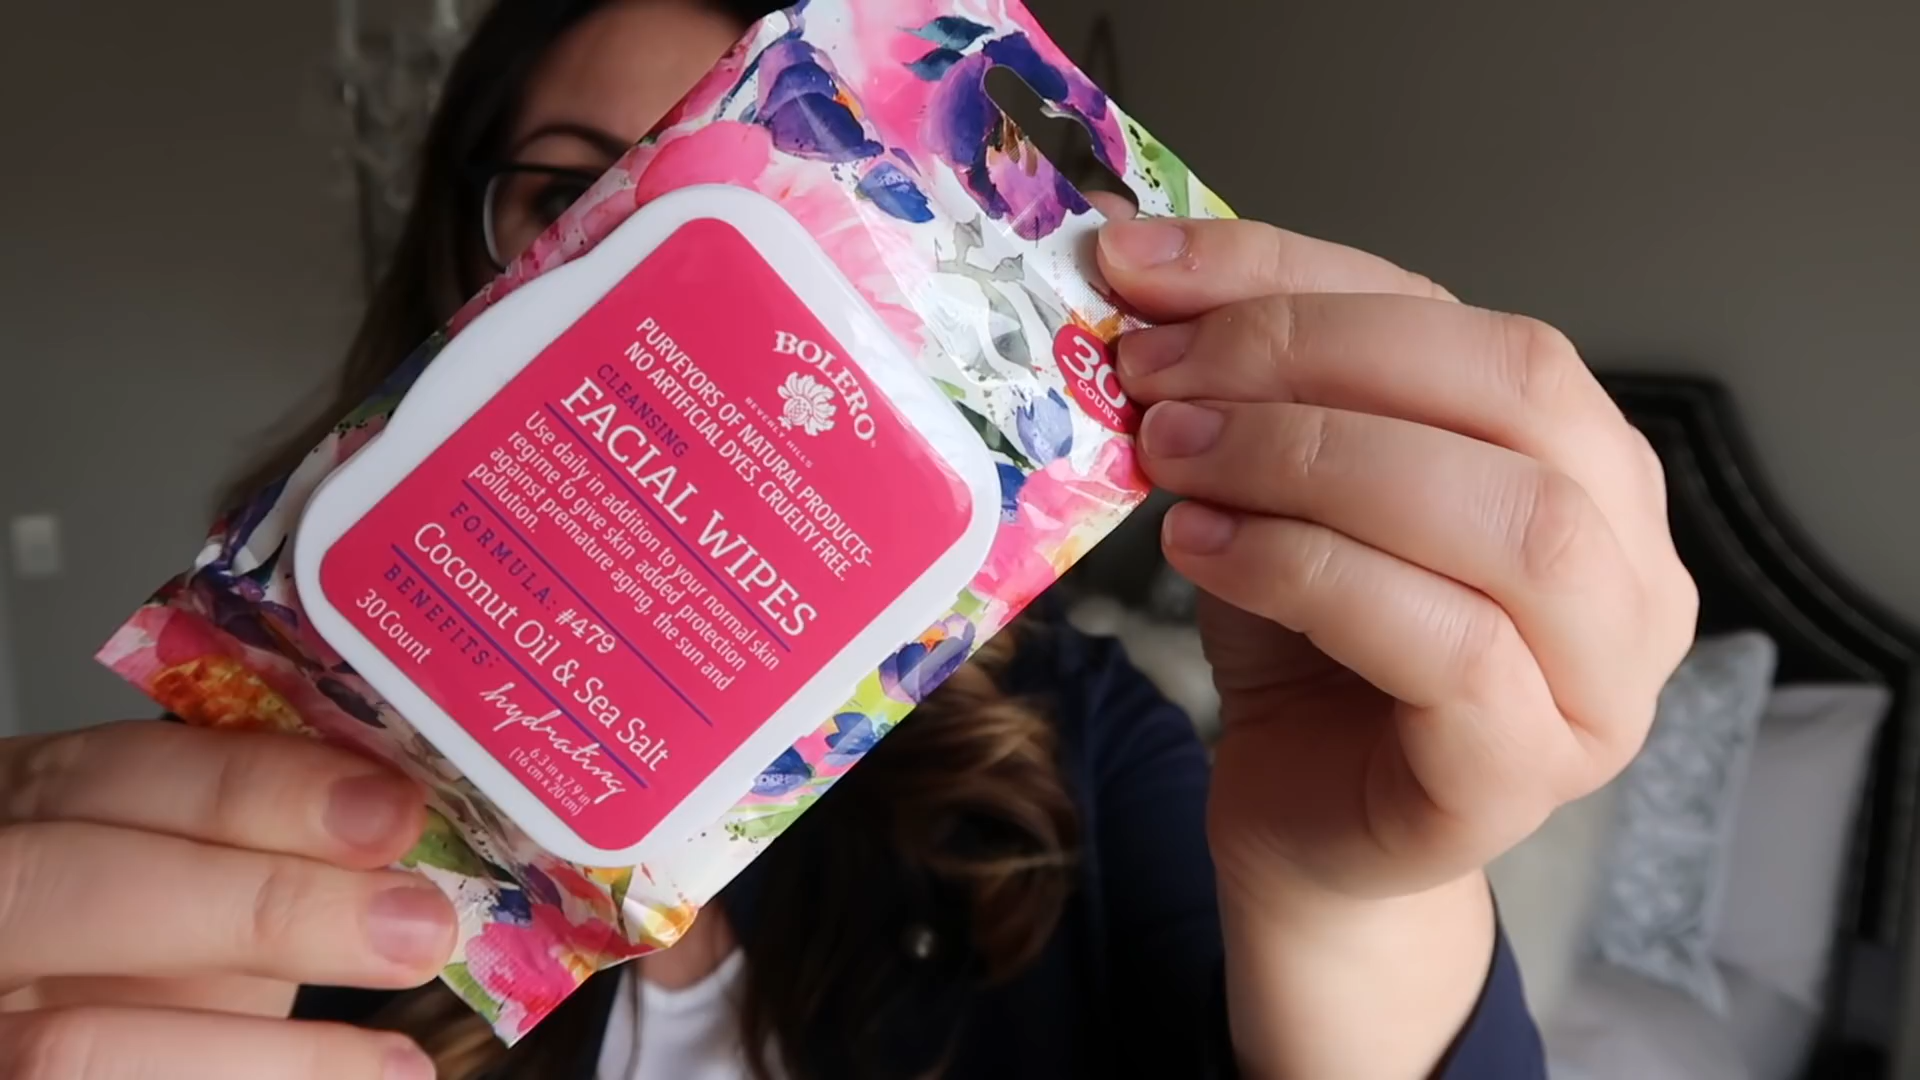 BOLERO
BEVERLY HILLS
PURVEYORS OF NATURAL PRODUCTS-
NO ARTIFICIAL DYES, CRUELTY FREE.
CLEANSING
FACIAL WIPES
Use daily in addition to your normal skin
regime to give skin added protection
against premature aging, the sun and
pollution.
FORMULA: #479
Coconut Oil & Sea Salt
BENEFITS: hydrating
30Count
6.3 in x 7.9 in
(16 cm x 20 cm)
30
COUNT